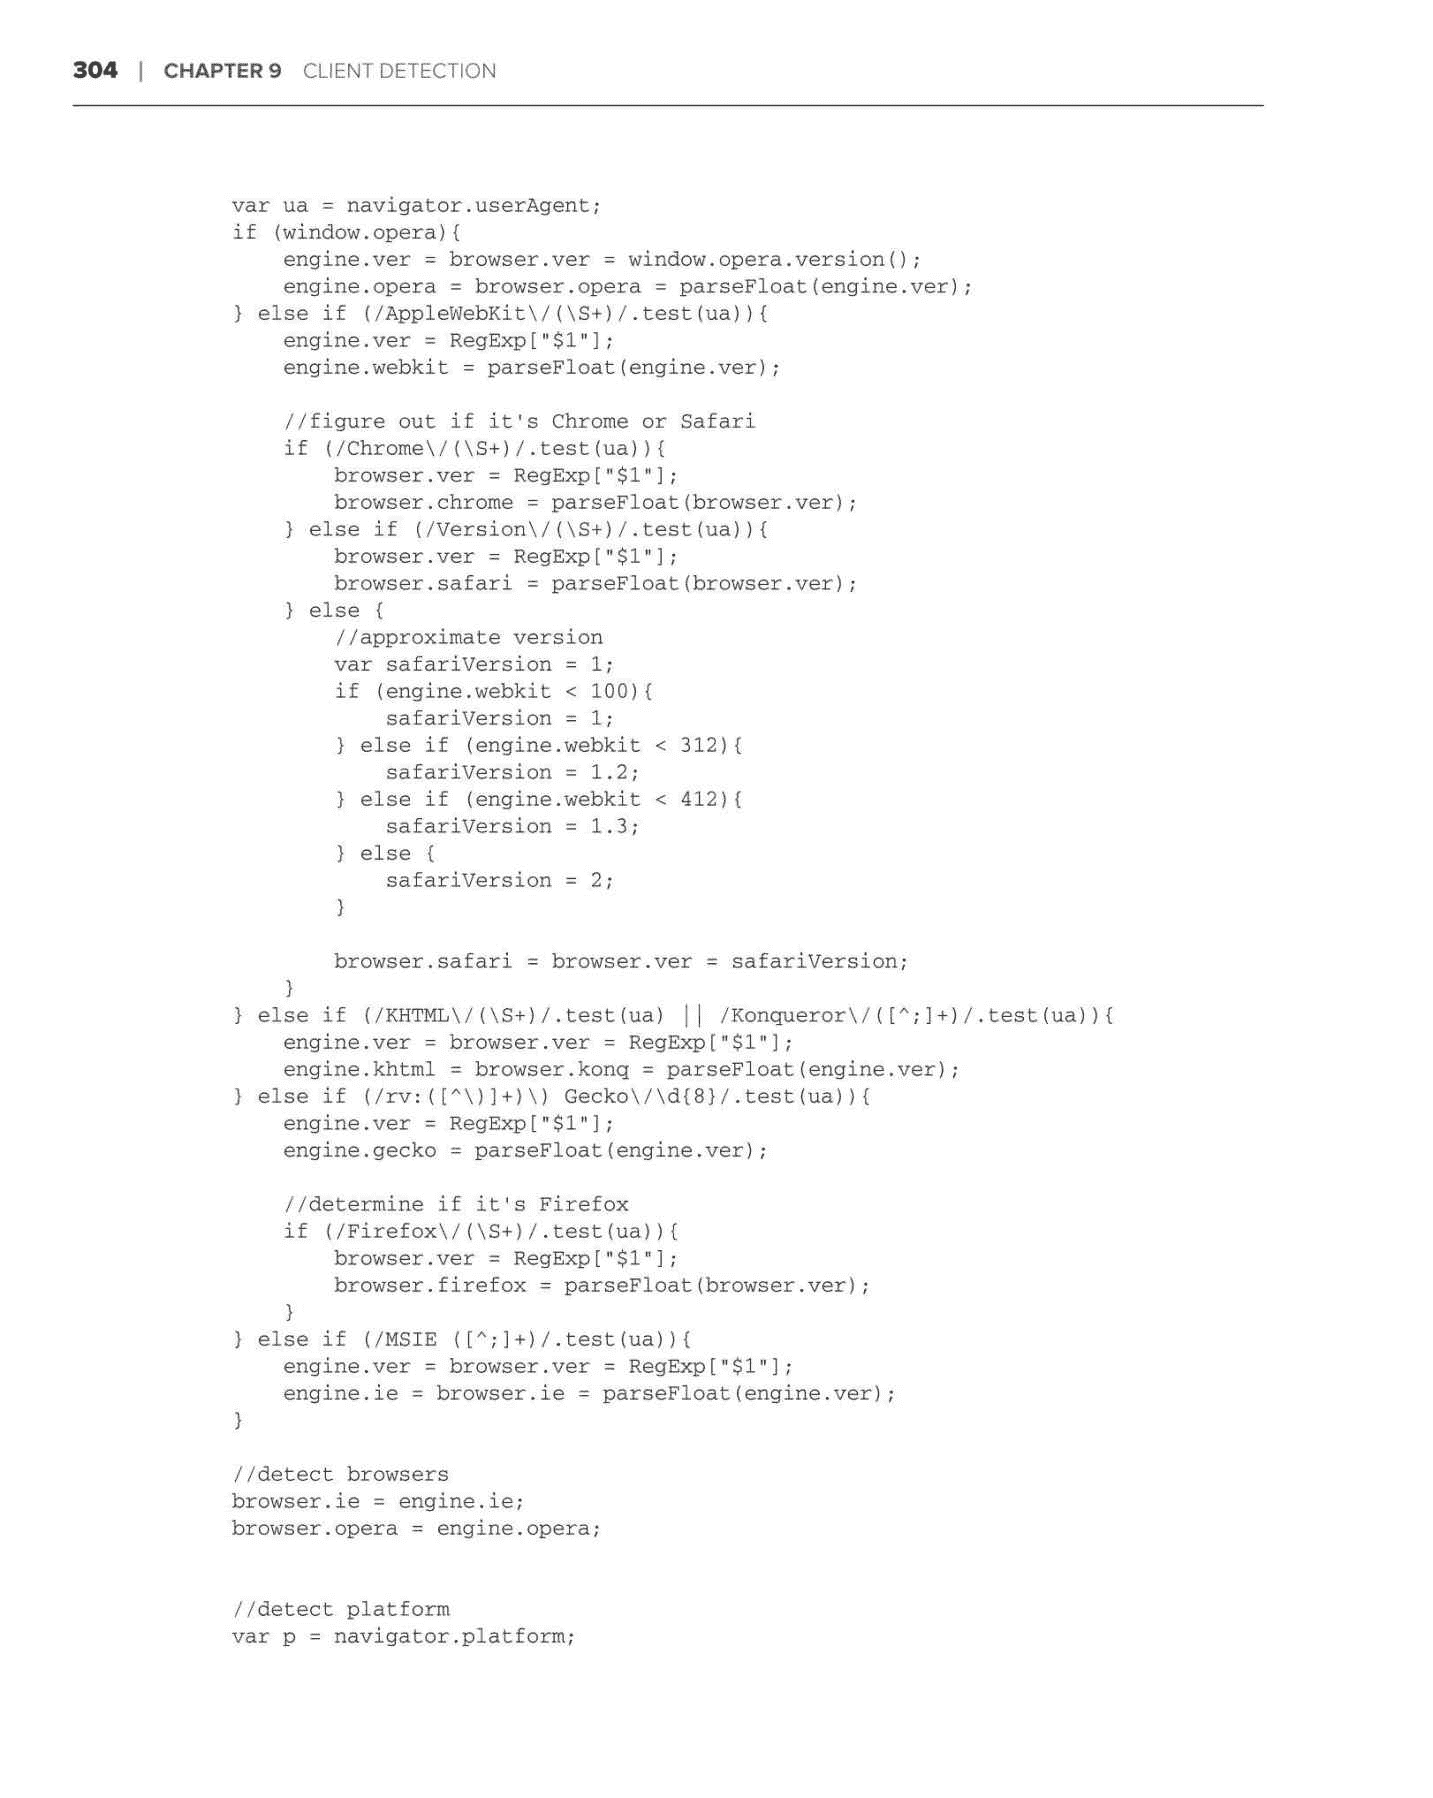 304 | CHAPTER 9 CLIENT DETECTION
var ua = navigator.userAgent;
if (window.opera){
    engine.ver = browser.ver = window.opera.version();
    engine.opera = browser.opera = parseFloat(engine.ver);
} else if (/AppleWebKit\/(\S+)/.test(ua)){
    engine.ver = RegExp["$1"];
    engine.webkit = parseFloat(engine.ver);

    //figure out if it's Chrome or Safari
    if (/Chrome\/(\S+)/.test(ua)){
        browser.ver = RegExp["$1"];
        browser.chrome = parseFloat(browser.ver);
    } else if (/Version\/(\S+)/.test(ua)){
        browser.ver = RegExp["$1"];
        browser.safari = parseFloat(browser.ver);
    } else {
        //approximate version
        var safariVersion = 1;
        if (engine.webkit < 100){
            safariVersion = 1;
        } else if (engine.webkit < 312){
            safariVersion = 1.2;
        } else if (engine.webkit < 412){
            safariVersion = 1.3;
        } else {
            safariVersion = 2;
        }

        browser.safari = browser.ver = safariVersion;
    }
} else if (/KHTML\/(\S+)/.test(ua) || /Konqueror\/([^;]+)/.test(ua)){
    engine.ver = browser.ver = RegExp["$1"];
    engine.khtml = browser.konq = parseFloat(engine.ver);
} else if (/rv:([^\)]+)\) Gecko\/\d{8}/.test(ua)){
    engine.ver = RegExp["$1"];
    engine.gecko = parseFloat(engine.ver);

    //determine if it's Firefox
    if (/Firefox\/(\S+)/.test(ua)){
        browser.ver = RegExp["$1"];
        browser.firefox = parseFloat(browser.ver);
    }
} else if (/MSIE ([^;]+)/.test(ua)){
    engine.ver = browser.ver = RegExp["$1"];
    engine.ie = browser.ie = parseFloat(engine.ver);
}

//detect browsers
browser.ie = engine.ie;
browser.opera = engine.opera;

//detect platform
var p = navigator.platform;